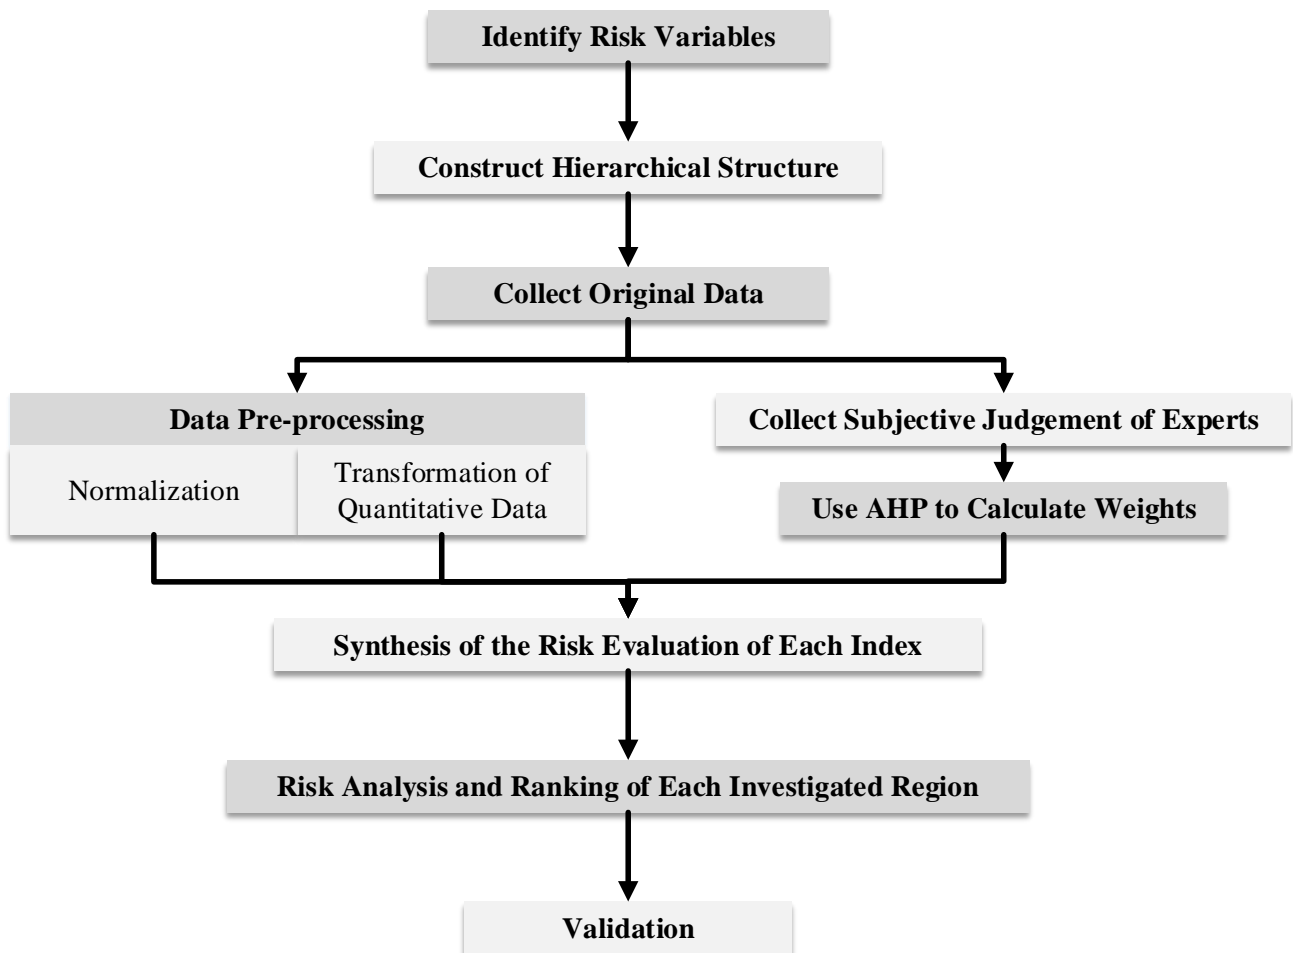 Identify Risk Variables
Construct Hierarchical Structure
Collect Original Data
Data Pre-processing
Normalization
Transformation of
Quantitative Data
Collect Subjective Judgement of Experts
Use AHP to Calculate Weights
Synthesis of the Risk Evaluation of Each Index
Risk Analysis and Ranking of Each Investigated Region
Validation